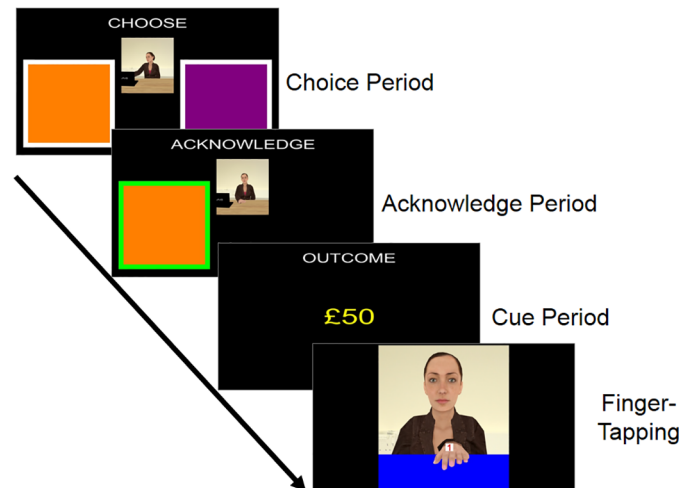 CHOOSE
Choice Period
ACKNOWLEDGE
Acknowledge Period
OUTCOME
£50
Cue Period
Finger-
Tapping